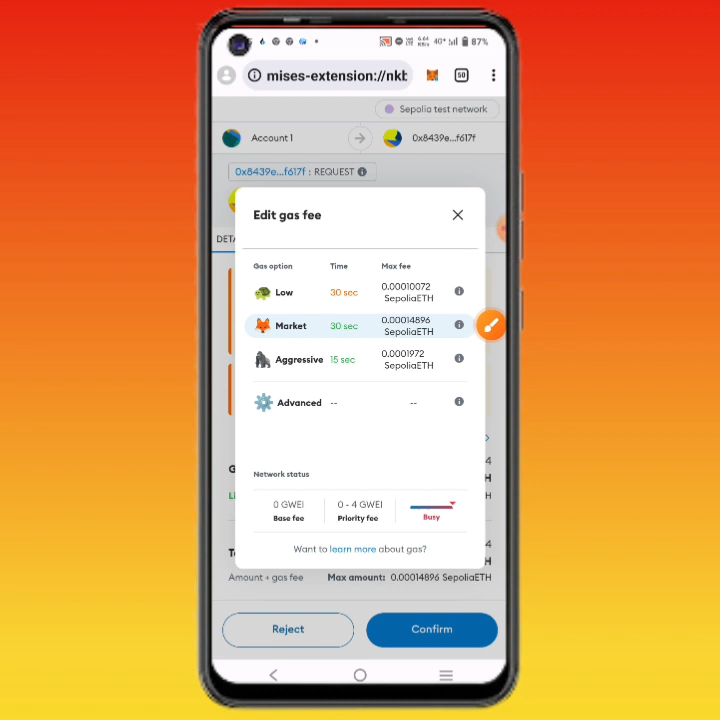 40+ 87%
mises-extension://nkb
50
Sepolia test network
Account 1
0x8439e...f617f
0x8439e...f617f : REQUEST
Edit gas fee
DETA
Gas option Time Max fee
Low 30 sec 0.00010072
SepoliaETH
Market 30 sec 0.00014896
SepoliaETH
Aggressive 15 sec 0.0001972
SepoliaETH
Advanced -- --
Network status
0 GWEI 0 - 4 GWEI
Base fee Priority fee Busy
Want to learn more about gas?
Amount + gas fee Max amount: 0.00014896 SepoliaETH
Reject Confirm